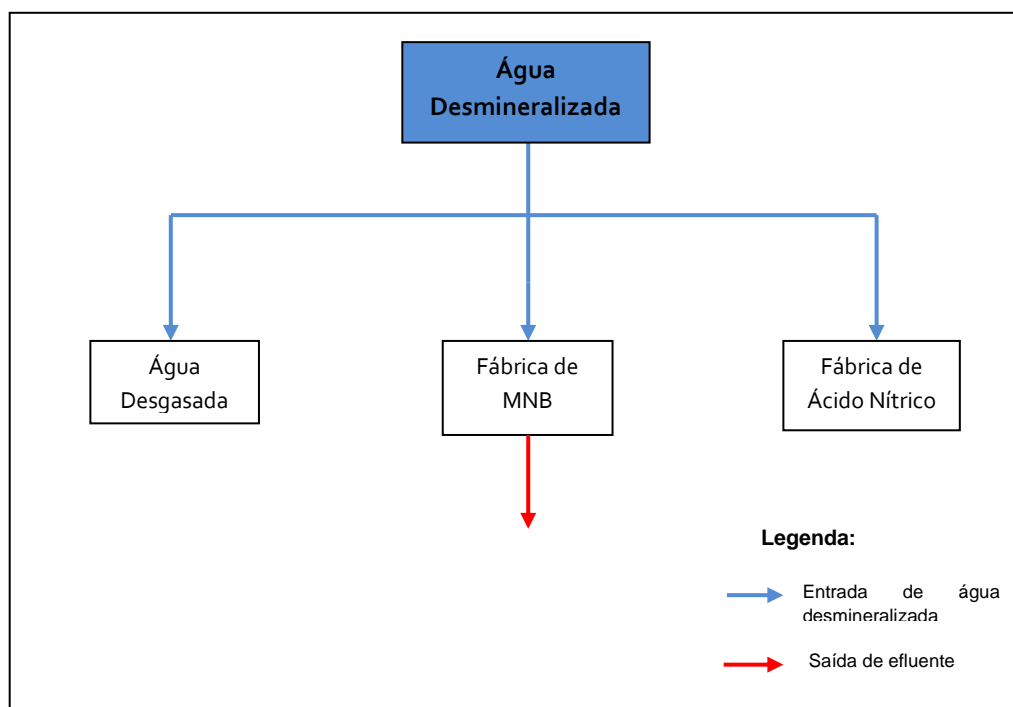 Água
Desmineralizada
Água
Desgasada
Fábrica de
MNB
Fábrica de
Ácido Nítrico
Legenda:
Entrada de água
desmineralizada
Saída de efluente